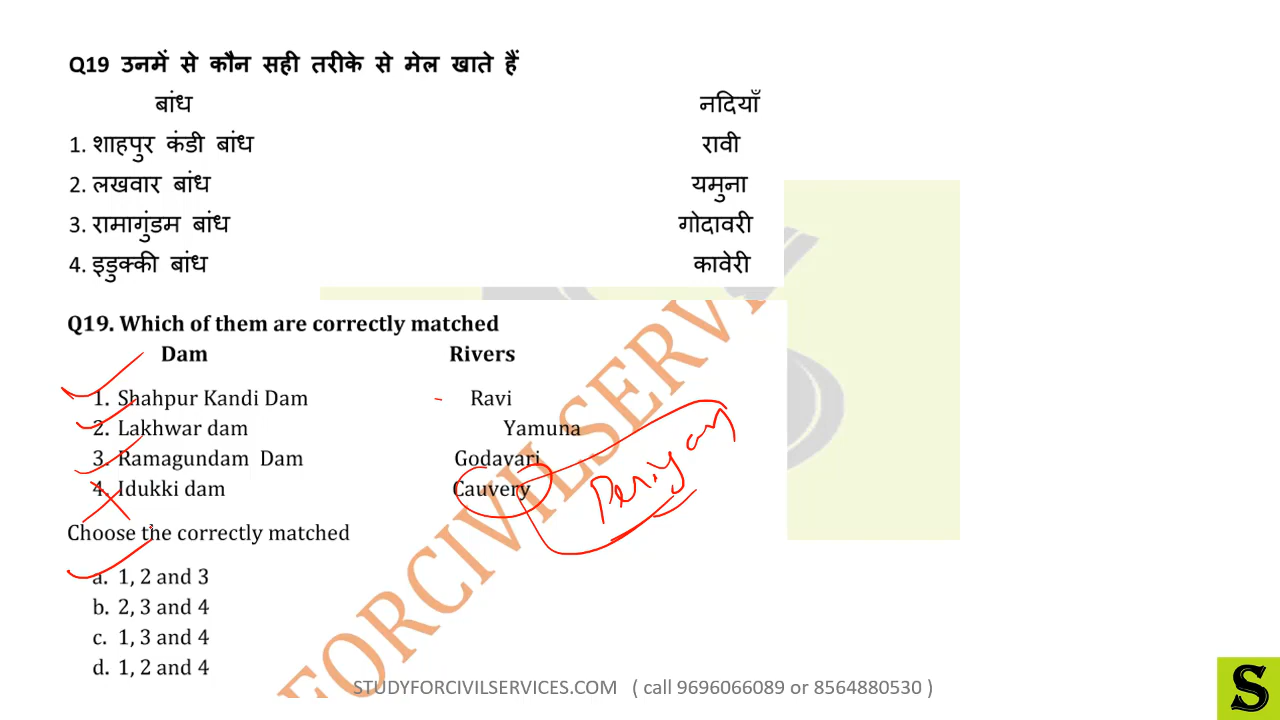 Q19 उनमें से कौन सही तरीके से मेल खाते हैं
बांध नदियाँ
1. शाहपुर कंडी बांध रावी
2. लखवार बांध यमुना
3. रामागुंडम बांध गोदावरी
4. इडुक्की बांध कावेरी
Q19. Which of them are correctly matched
Dam Rivers
1. Shahpur Kandi Dam Ravi
2. Lakhwar dam Yamuna
3. Ramagundam Dam Godavari
4. Idukki dam Cauvery
Periyar
Choose the correctly matched
a. 1, 2 and 3
b. 2, 3 and 4
c. 1, 3 and 4
d. 1, 2 and 4
FORCIVILSERVI
STUDYFORCIVILSERVICES.COM ( call 9696066089 or 8564880530 )
S